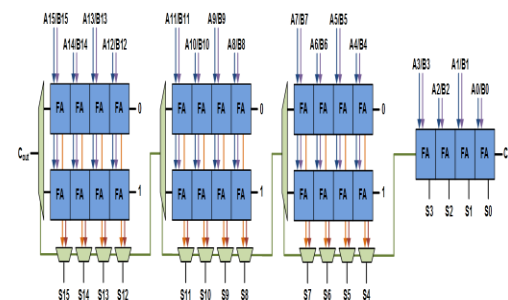 A15/B15 A13/B13 A11/B11 A9/B9 A7/B7 A5/B5
A14/B14 A12/B12 A10/B10 A8/B8 A6/B6 A4/B4
A3/B3 A1/B1
A2/B2 A0/B0
FA FA FA FA 0 FA FA FA FA 0 FA FA FA FA 0
Cout FA FA FA FA C
FA FA FA FA 1 FA FA FA FA 1 FA FA FA FA 1
S3 S2 S1 S0
S15 S14 S13 S12 S11 S10 S9 S8 S7 S6 S5 S4